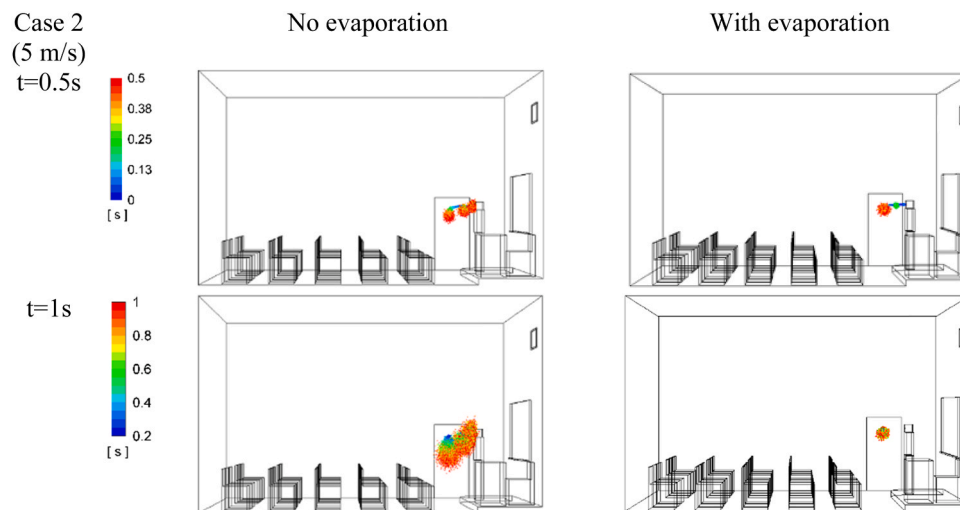 Case 2
(5 m/s)
t=0.5s
No evaporation
With evaporation
0.5
0.38
0.25
0.13
0
[ s ]
t=1s
1
0.8
0.6
0.4
0.2
[ s ]